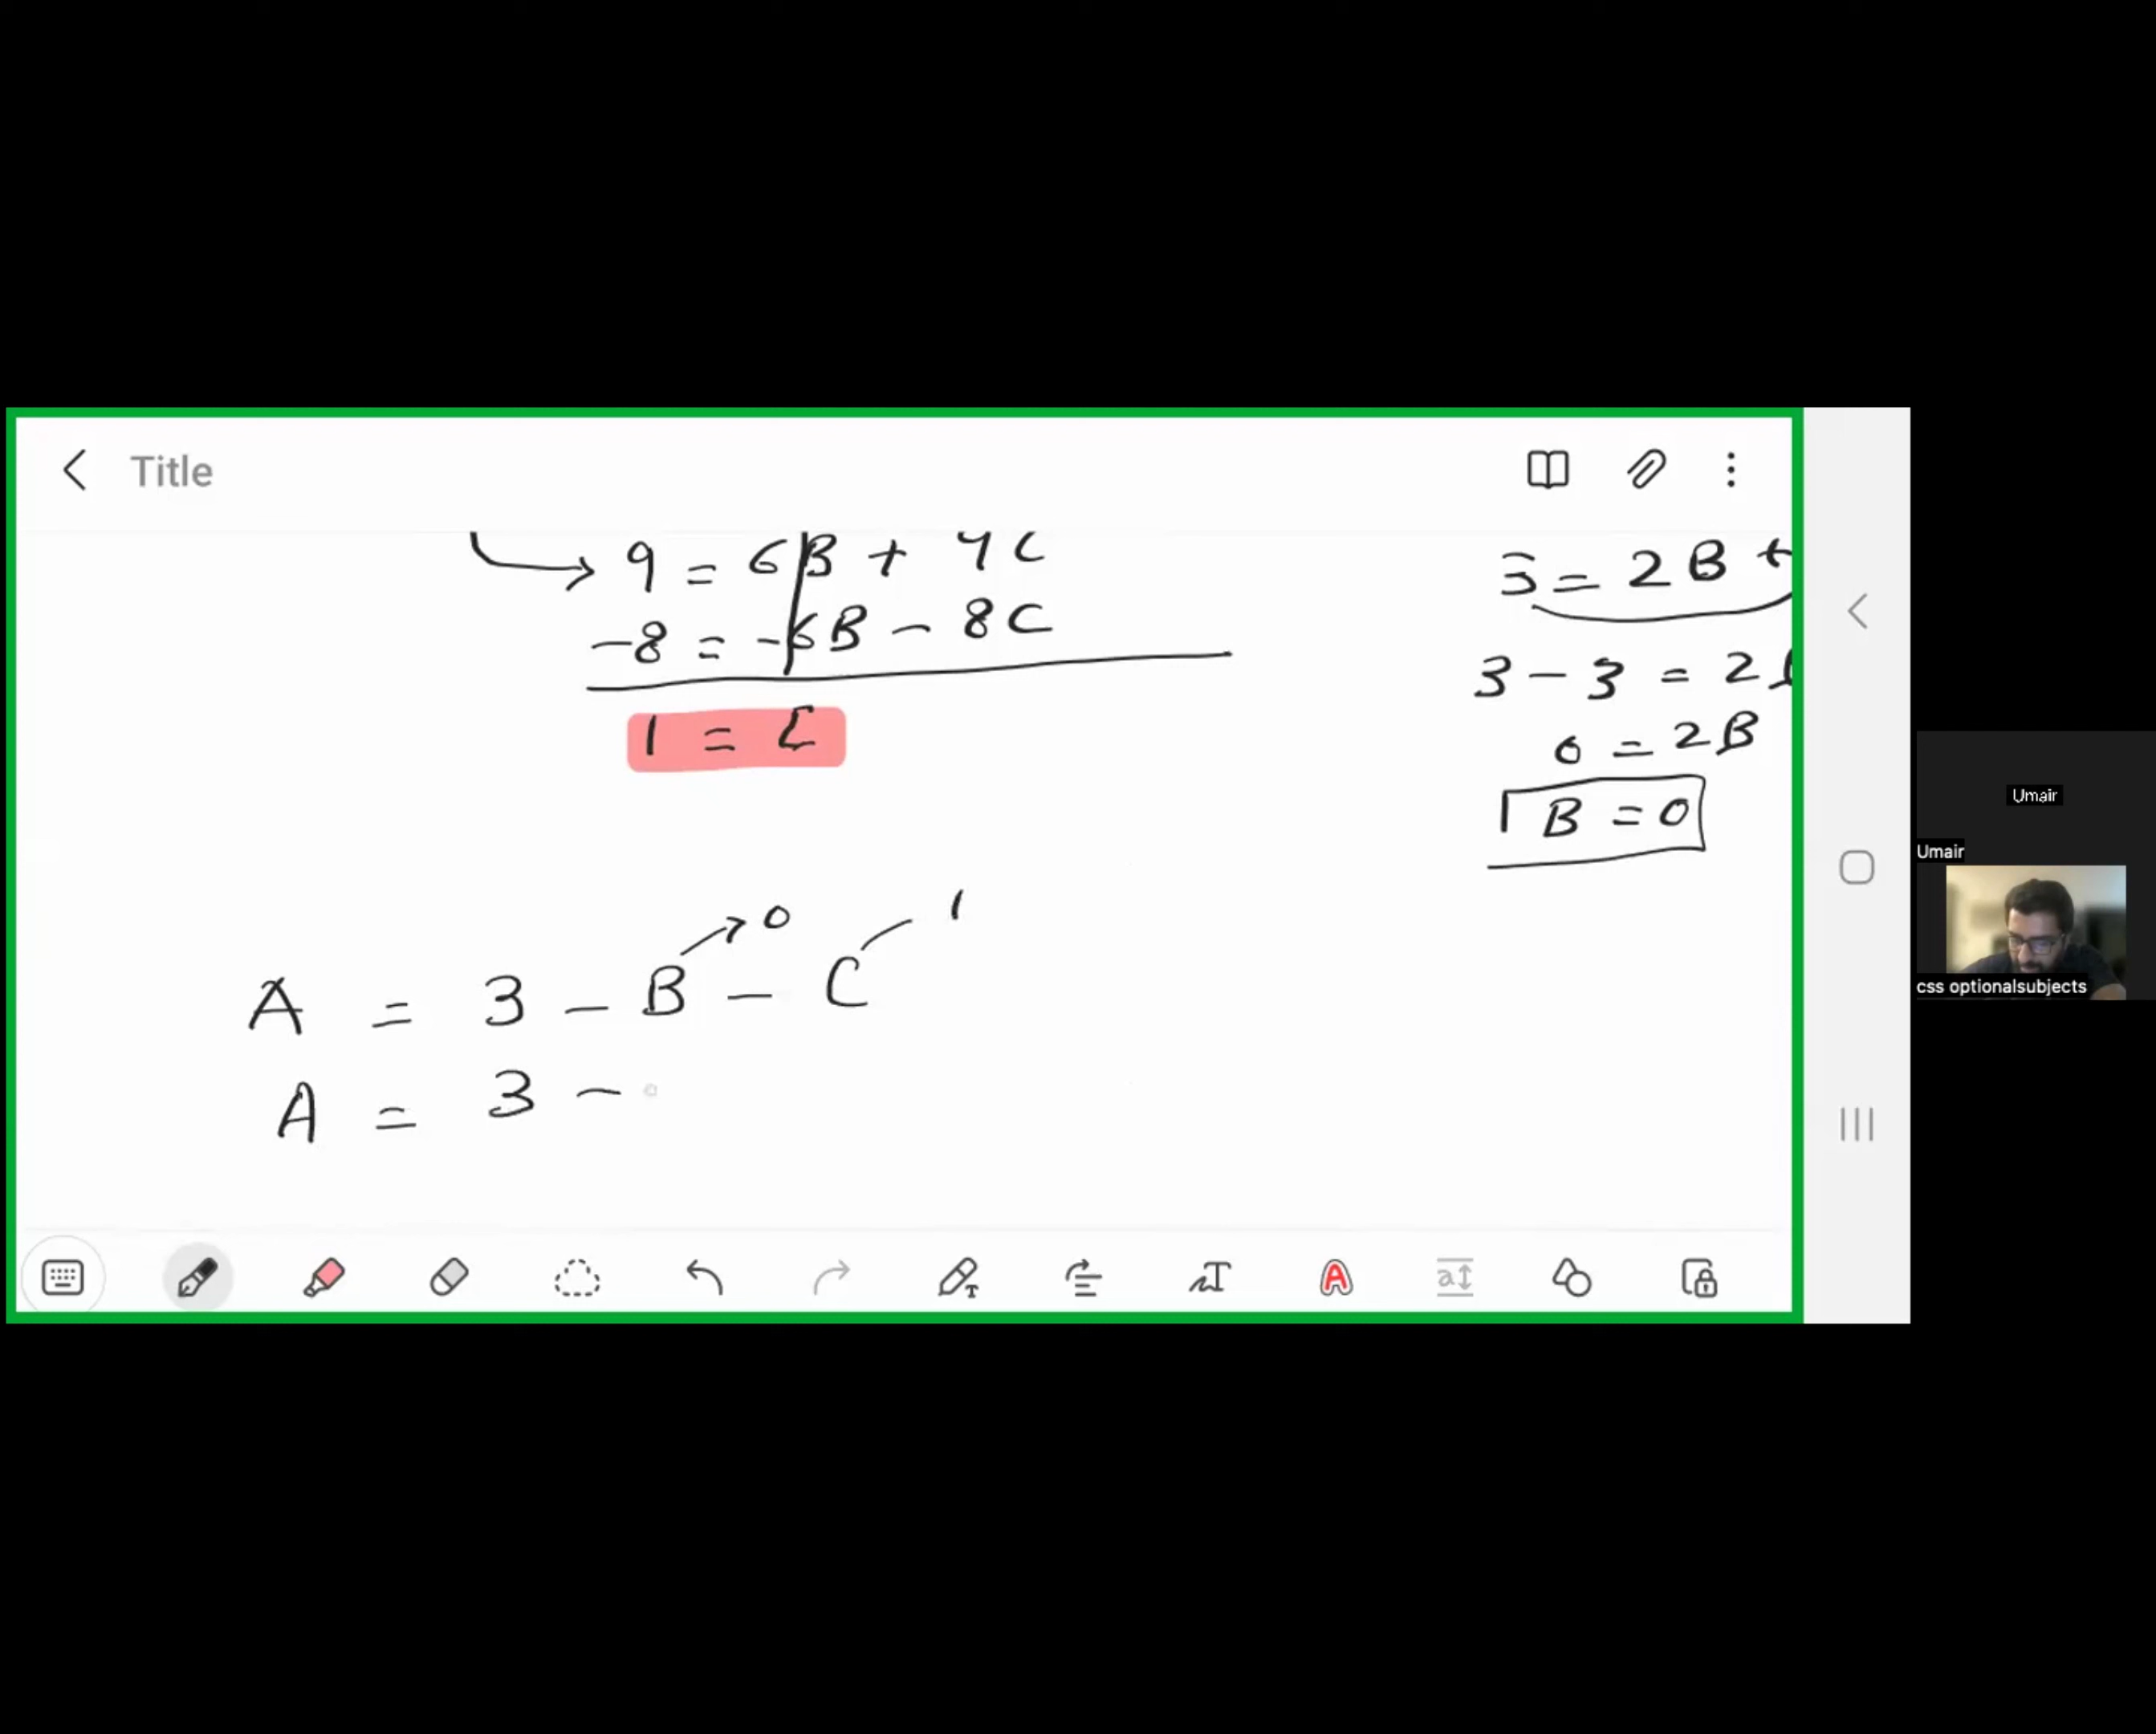 Title
9 = 6B + 4C
-8 = -6B - 8C
1 = C
3 = 2B +
3 - 3 = 2
0 = 2B
B = 0
0 1
A = 3 - B - C
A = 3 -
Umair
Umair
css optionalsubjects
T
T
A
a